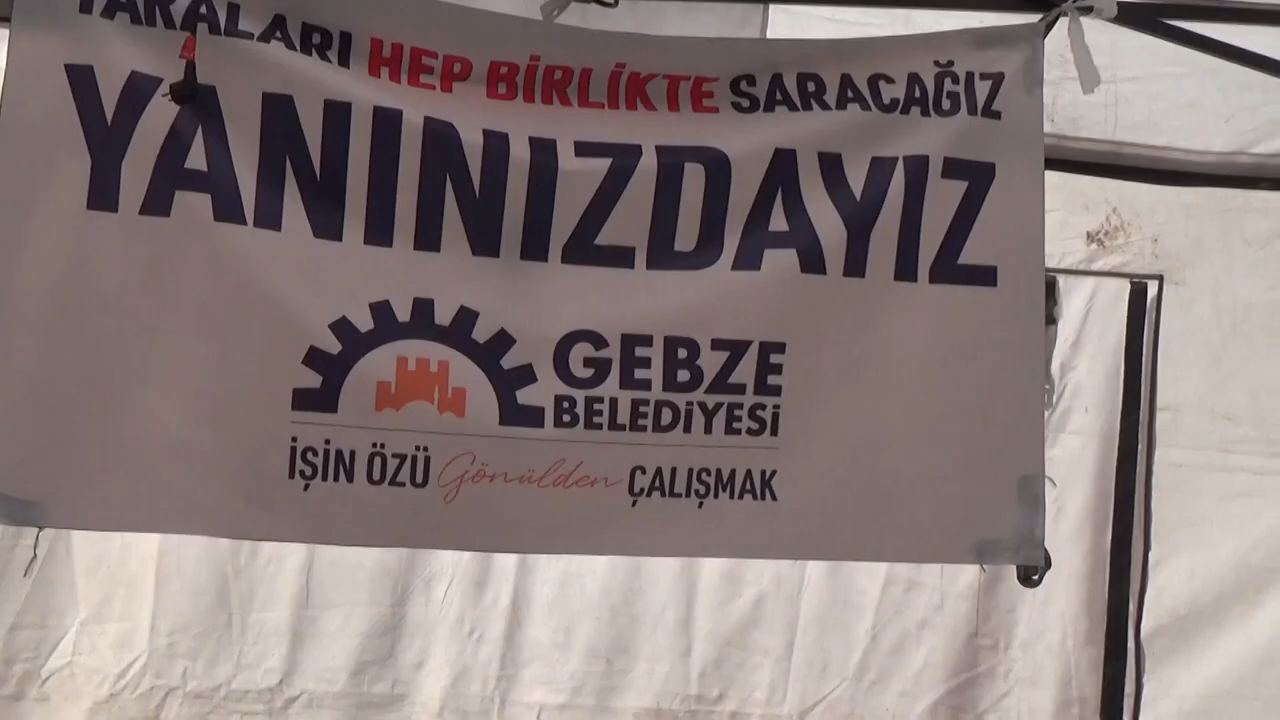 YARALARI HEP BİRLİKTE SARACAĞIZ
YANINIZDAYIZ
GEBZE
BELEDİYESİ
İŞİN ÖZÜ Gönülden ÇALIŞMAK